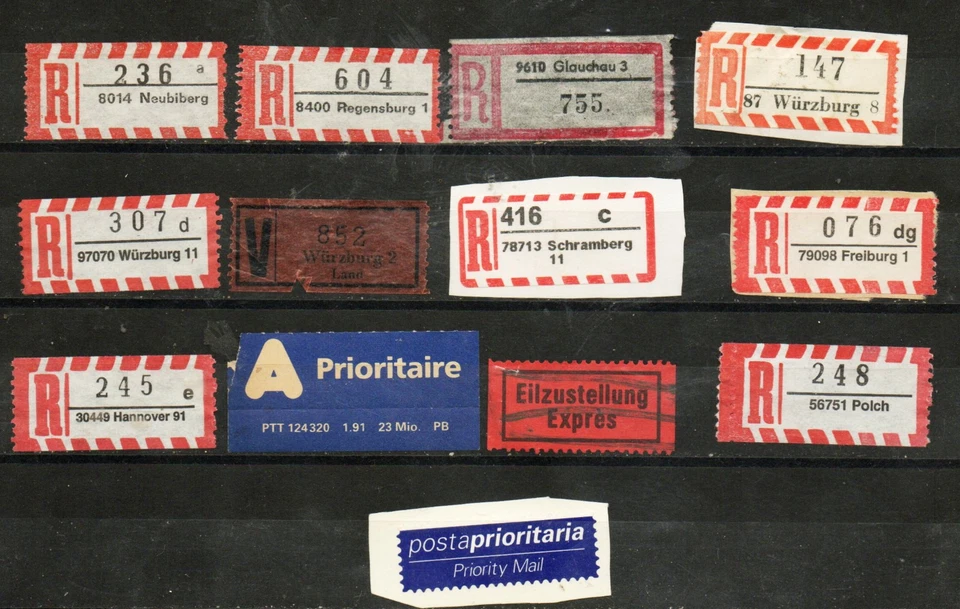 R 236 a
8014 Neubiberg
R 604
8400 Regensburg 1
R 9610 Glauchau 3
755.
R 147
87 Würzburg 8
R 307 d
97070 Würzburg 11
V 852
Würzburg 2
Land
R 416 C
78713 Schramberg
11
R 076 dg
79098 Freiburg 1
R 245 e
30449 Hannover 91
A Prioritaire
PTT 124320 1.91 23 Mio. PB
Eilzustellung
Exprès
R 248
56751 Polch
postaprioritaria
Priority Mail